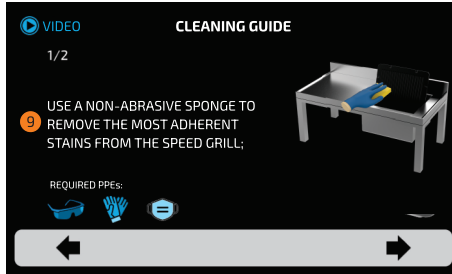 VIDEO
CLEANING GUIDE
1/2
9
USE A NON-ABRASIVE SPONGE TO
REMOVE THE MOST ADHERENT
STAINS FROM THE SPEED GRILL;
REQUIRED PPEs: